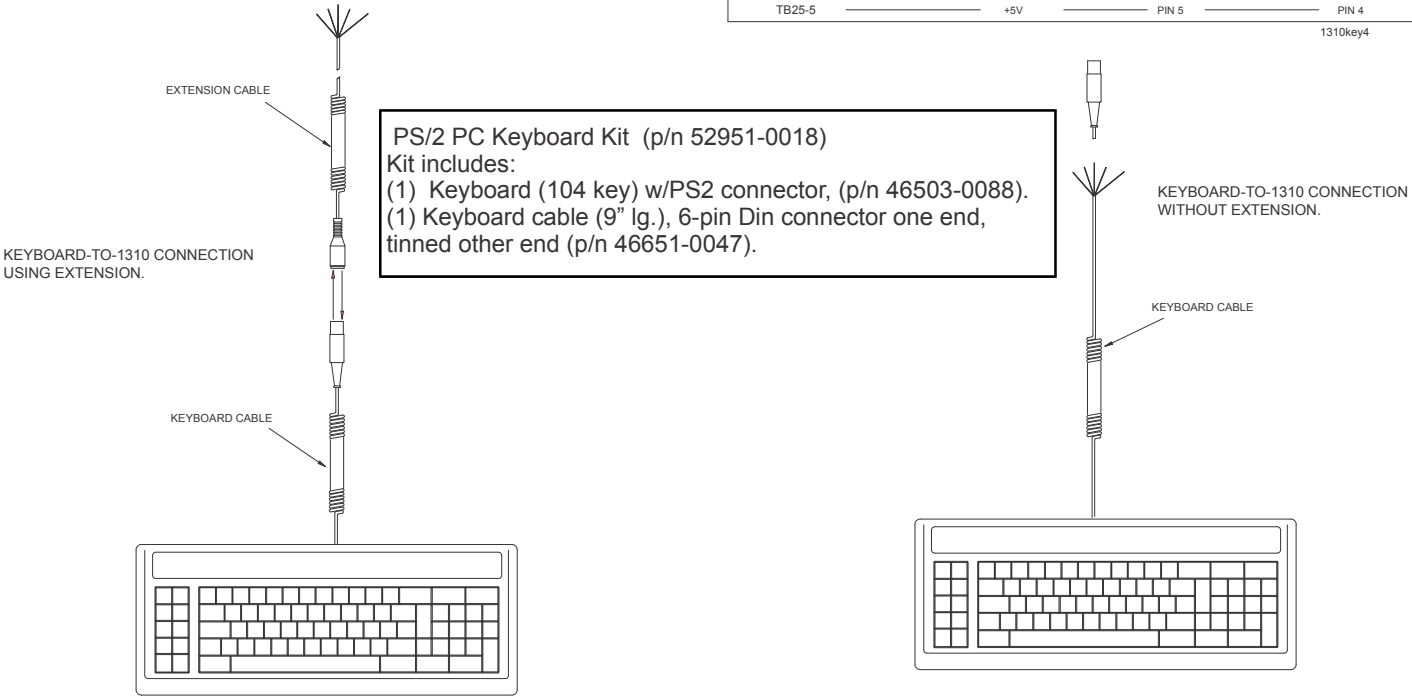 TB25-5 +5V PIN 5 PIN 4
1310key4
EXTENSION CABLE
PS/2 PC Keyboard Kit (p/n 52951-0018)
Kit includes:
(1) Keyboard (104 key) w/PS2 connector, (p/n 46503-0088).
(1) Keyboard cable (9” lg.), 6-pin Din connector one end,
tinned other end (p/n 46651-0047).
KEYBOARD-TO-1310 CONNECTION
USING EXTENSION.
KEYBOARD CABLE
KEYBOARD-TO-1310 CONNECTION
WITHOUT EXTENSION.
KEYBOARD CABLE